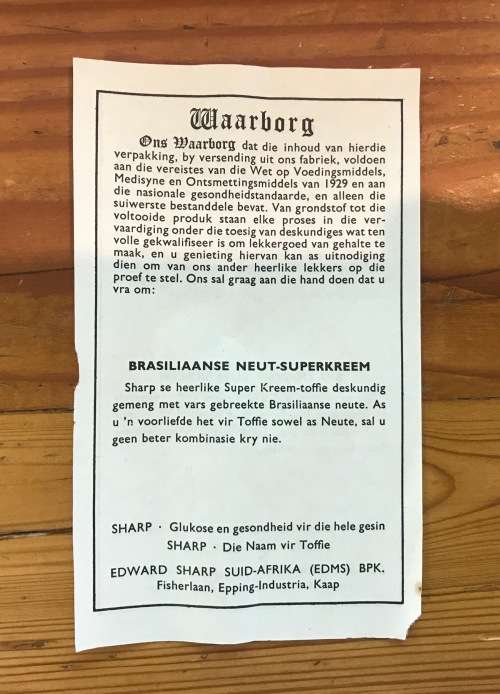 Waarborg
Ons Waarborg dat die inhoud van hierdie
verpakking, by versending uit ons fabriek, voldoen
aan die vereistes van die Wet op Voedingsmiddels,
Medisyne en Ontsmettingsmiddels van 1929 en aan
die nasionale gesondheidstandaarde, en alleen die
suiwerste bestanddele bevat. Van grondstof tot die
voltooide produk staan elke proses in die ver-
vaardiging onder die toesig van deskundiges wat ten
volle gekwalifiseer is om lekkergoed van gehalte te
maak, en u genieting hiervan kan as uitnodiging
dien om van ons ander heerlike lekkers op die
proef te stel. Ons sal graag aan die hand doen dat u
vra om:
BRASILIAANSE NEUT-SUPERKREEM
Sharp se heerlike Super Kreem-toffie deskundig
gemeng met vars gebreekte Brasiliaanse neute. As
u 'n voorliefde het vir Toffie sowel as Neute, sal u
geen beter kombinasie kry nie.
SHARP · Glukose en gesondheid vir die hele gesin
SHARP · Die Naam vir Toffie
EDWARD SHARP SUID-AFRIKA (EDMS) BPK.
Fisherlaan, Epping-Industria, Kaap